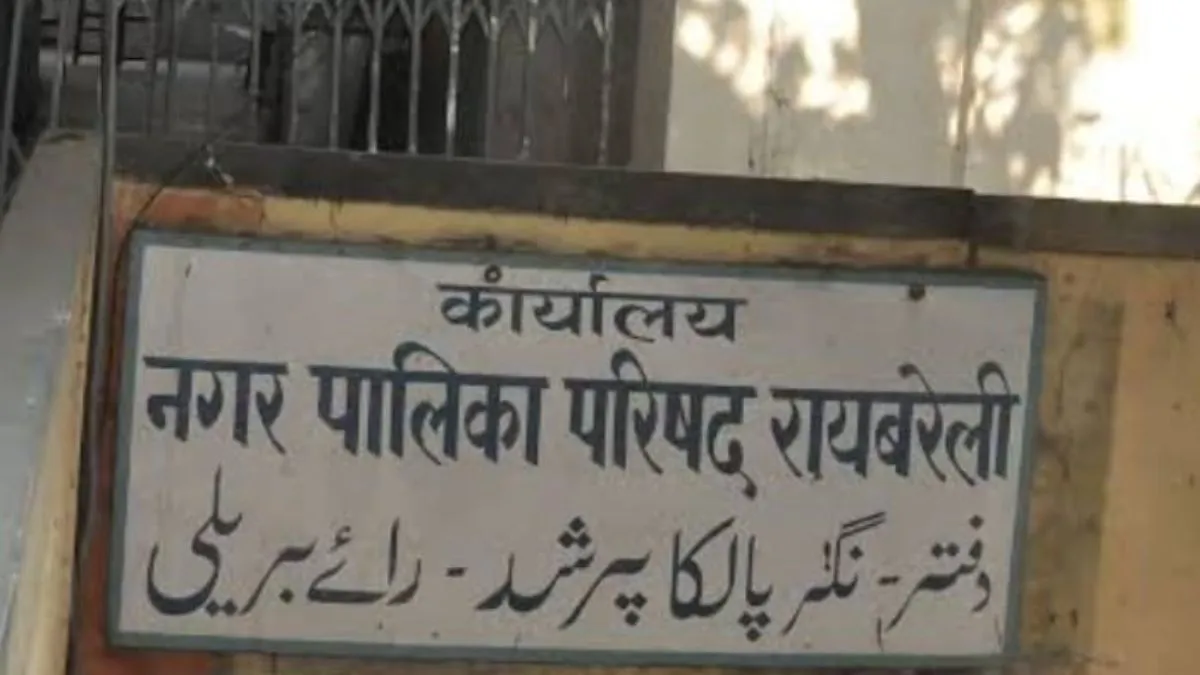 कार्यालय
नगर पालिका परिषद रायबरेली
دفتر - نگر پالکا پرشد - رائے بریلی